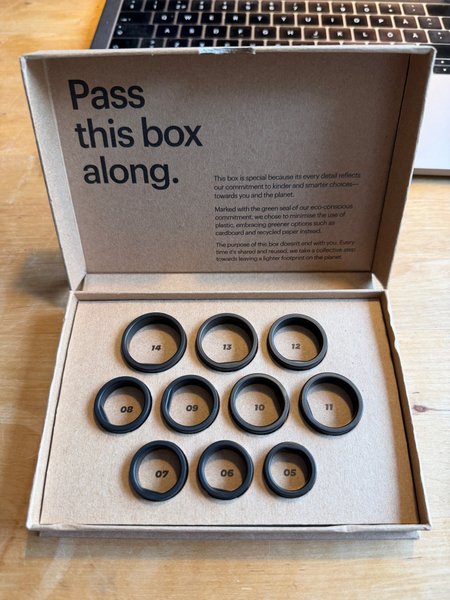 Pass
this box
along.
This box is special because its every detail reflects
our commitment to kinder and smarter choices—
towards you and the planet.
Marked with the green seal of our eco-conscious
commitment, we chose to minimise the use of
plastic, embracing greener options such as
cardboard and recycled paper instead.
The purpose of this box doesn't end with you. Every
time it's shared and reused, we take a collective step
towards leaving a lighter footprint on the planet.
14 13 12
08 09 10 11
07 06 05